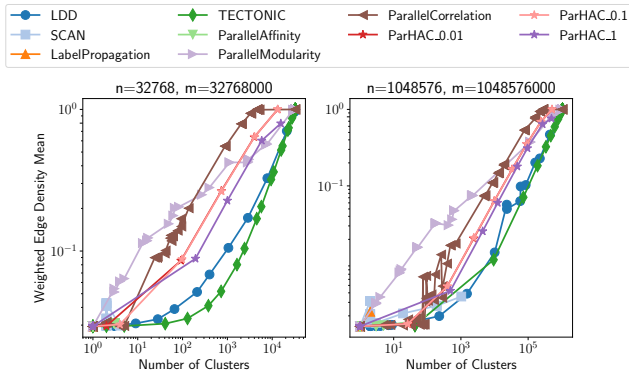 LDD
SCAN
LabelPropagation
TECTONIC
ParallelAffinity
ParallelModularity
ParallelCorrelation
ParHAC_0.01
ParHAC_0.1
ParHAC_1
n=32768, m=32768000
n=1048576, m=1048576000
Weighted Edge Density Mean
10^0
10^-1
10^0
10^-1
10^0 10^1 10^2 10^3 10^4
10^1 10^3 10^5
Number of Clusters
Number of Clusters